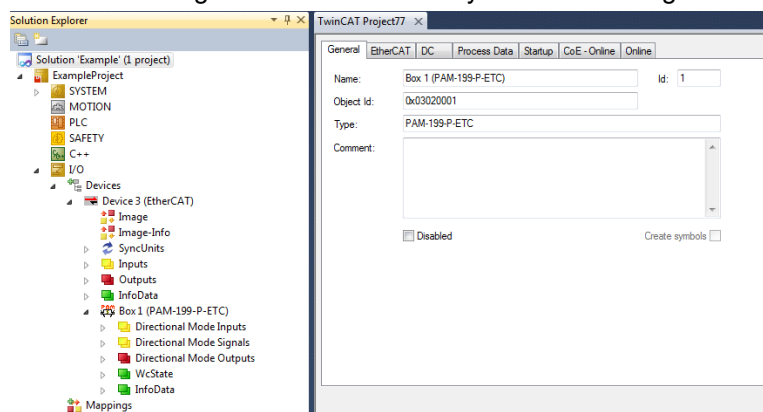 Solution Explorer
Solution 'Example' (1 project)
ExampleProject
SYSTEM
MOTION
PLC
SAFETY
C++
I/O
Devices
Device 3 (EtherCAT)
Image
Image-Info
SyncUnits
Inputs
Outputs
InfoData
Box 1 (PAM-199-P-ETC)
Directional Mode Inputs
Directional Mode Signals
Directional Mode Outputs
WcState
InfoData
Mappings
TwinCAT Project77
General EtherCAT DC Process Data Startup CoE - Online Online
Name: Box 1 (PAM-199-P-ETC) Id: 1
Object Id: 0x03020001
Type: PAM-199-P-ETC
Comment:
Disabled Create symbols